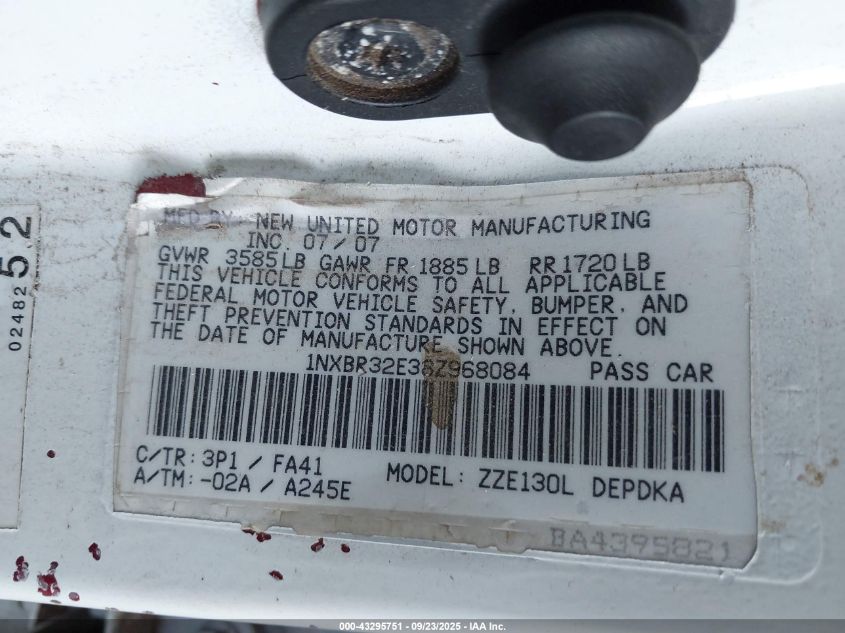 MFD BY: NEW UNITED MOTOR MANUFACTURING
INC. 07/07
GVWR 3585LB GAWR FR 1885LB RR 1720LB
THIS VEHICLE CONFORMS TO ALL APPLICABLE
FEDERAL MOTOR VEHICLE SAFETY, BUMPER, AND
THEFT PREVENTION STANDARDS IN EFFECT ON
THE DATE OF MANUFACTURE SHOWN ABOVE.
1NXBR32E38Z968084 PASS CAR
C/TR: 3P1 / FA41
A/TM: -02A / A245E
MODEL: ZZE130L DEPDKA
BA4395821
02482 52
000-43295751 - 09/23/2025 - IAA Inc.